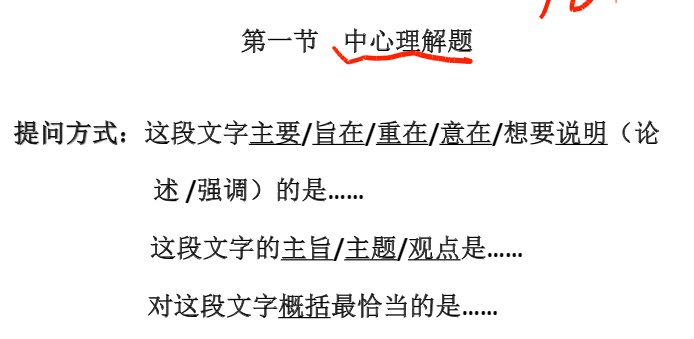 第一节 中心理解题
提问方式：这段文字主要/旨在/重在/意在/想要说明（论
述 /强调）的是……
这段文字的主旨/主题/观点是……
对这段文字概括最恰当的是……